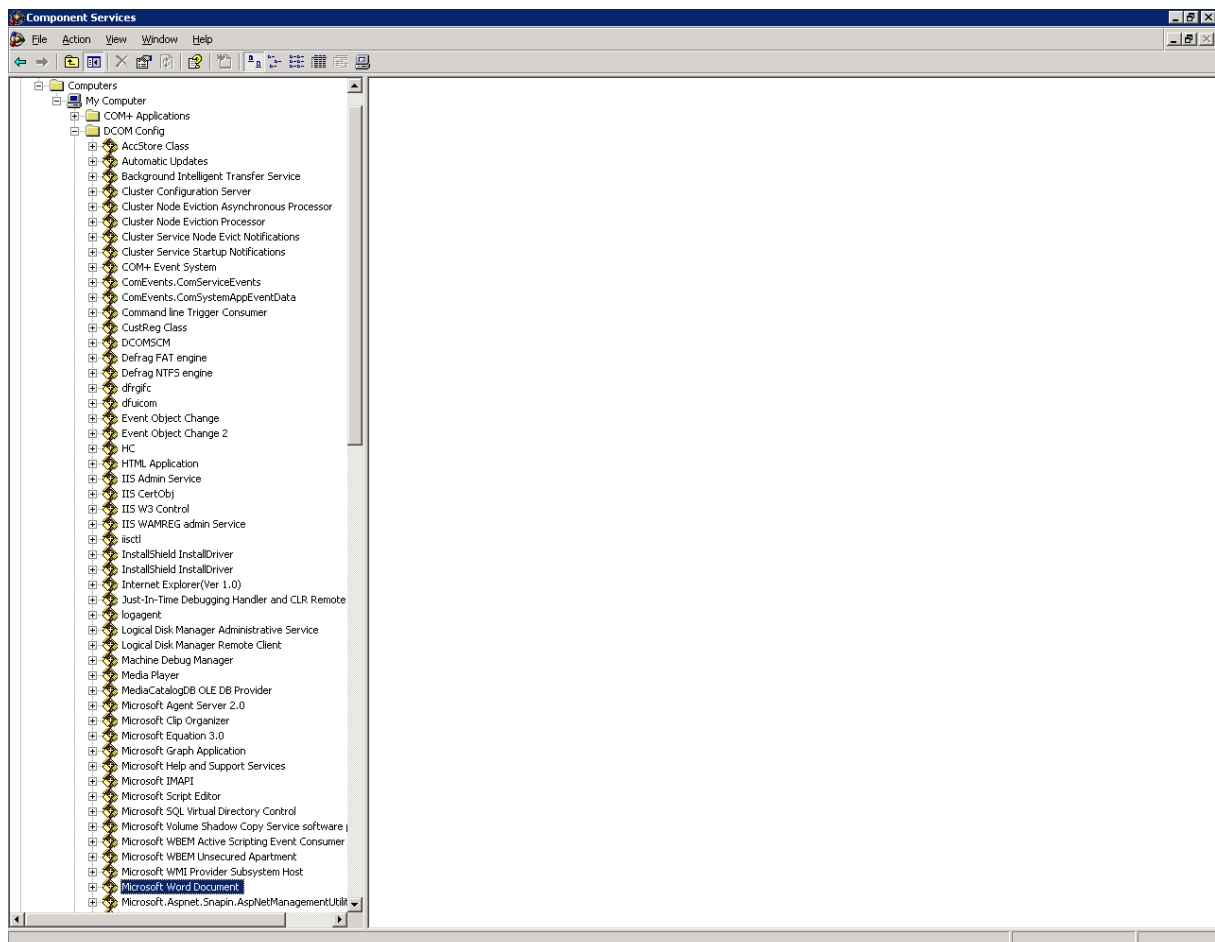 Component Services
File Action View Window Help
Computers
My Computer
COM+ Applications
DCOM Config
AccStore Class
Automatic Updates
Background Intelligent Transfer Service
Cluster Configuration Server
Cluster Node Eviction Asynchronous Processor
Cluster Node Eviction Processor
Cluster Service Node Evict Notifications
Cluster Service Startup Notifications
COM+ Event System
ComEvents.ComServiceEvents
ComEvents.ComSystemAppEventData
Command line Trigger Consumer
CustReg Class
DCOMSCM
Defrag FAT engine
Defrag NTFS engine
dfrgifc
dfuicom
Event Object Change
Event Object Change 2
HC
HTML Application
IIS Admin Service
IIS CertObj
IIS W3 Control
IIS WAMREG admin Service
iisctl
InstallShield InstallDriver
InstallShield InstallDriver
Internet Explorer(Ver 1.0)
Just-In-Time Debugging Handler and CLR Remote
logagent
Logical Disk Manager Administrative Service
Logical Disk Manager Remote Client
Machine Debug Manager
Media Player
MediaCatalogDB OLE DB Provider
Microsoft Agent Server 2.0
Microsoft Clip Organizer
Microsoft Equation 3.0
Microsoft Graph Application
Microsoft Help and Support Services
Microsoft IMAPI
Microsoft Script Editor
Microsoft SQL Virtual Directory Control
Microsoft Volume Shadow Copy Service software
Microsoft WBEM Active Scripting Event Consumer
Microsoft WBEM Unsecured Apartment
Microsoft WMI Provider Subsystem Host
Microsoft Word Document
Microsoft.Aspnet.Snapin.AspNetManagementUtilit